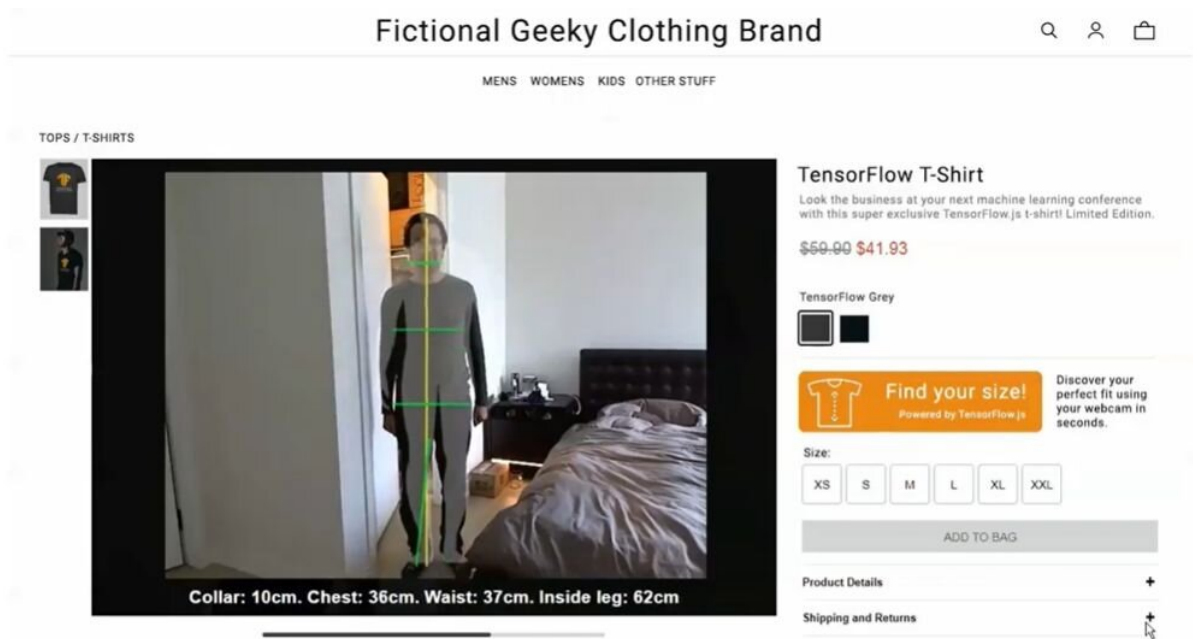 Fictional Geeky Clothing Brand
MENS WOMENS KIDS OTHER STUFF
TOPS / T-SHIRTS
TensorFlow T-Shirt
Look the business at your next machine learning conference
with this super exclusive TensorFlow.js t-shirt! Limited Edition.
$59.90 $41.93
TensorFlow Grey
Find your size!
Powered by TensorFlow.js
Discover your
perfect fit using
your webcam in
seconds.
Size:
XS S M L XL XXL
ADD TO BAG
Product Details +
Shipping and Returns +
Collar: 10cm. Chest: 36cm. Waist: 37cm. Inside leg: 62cm